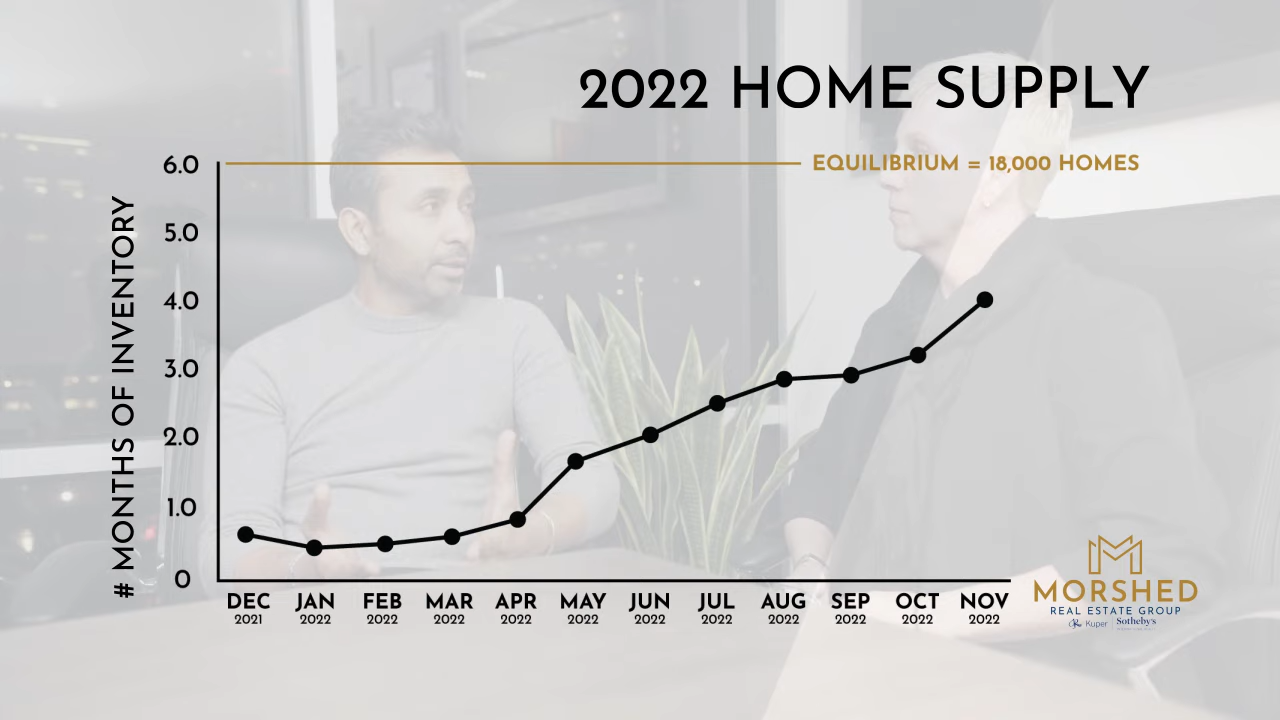 2022 HOME SUPPLY
EQUILIBRIUM = 18,000 HOMES
# MONTHS OF INVENTORY
6.0
5.0
4.0
3.0
2.0
1.0
0
DEC JAN FEB MAR APR MAY JUN JUL AUG SEP OCT NOV
2021 2022 2022 2022 2022 2022 2022 2022 2022 2022 2022 2022
MORSHED
REAL ESTATE GROUP
Kuper Sotheby's